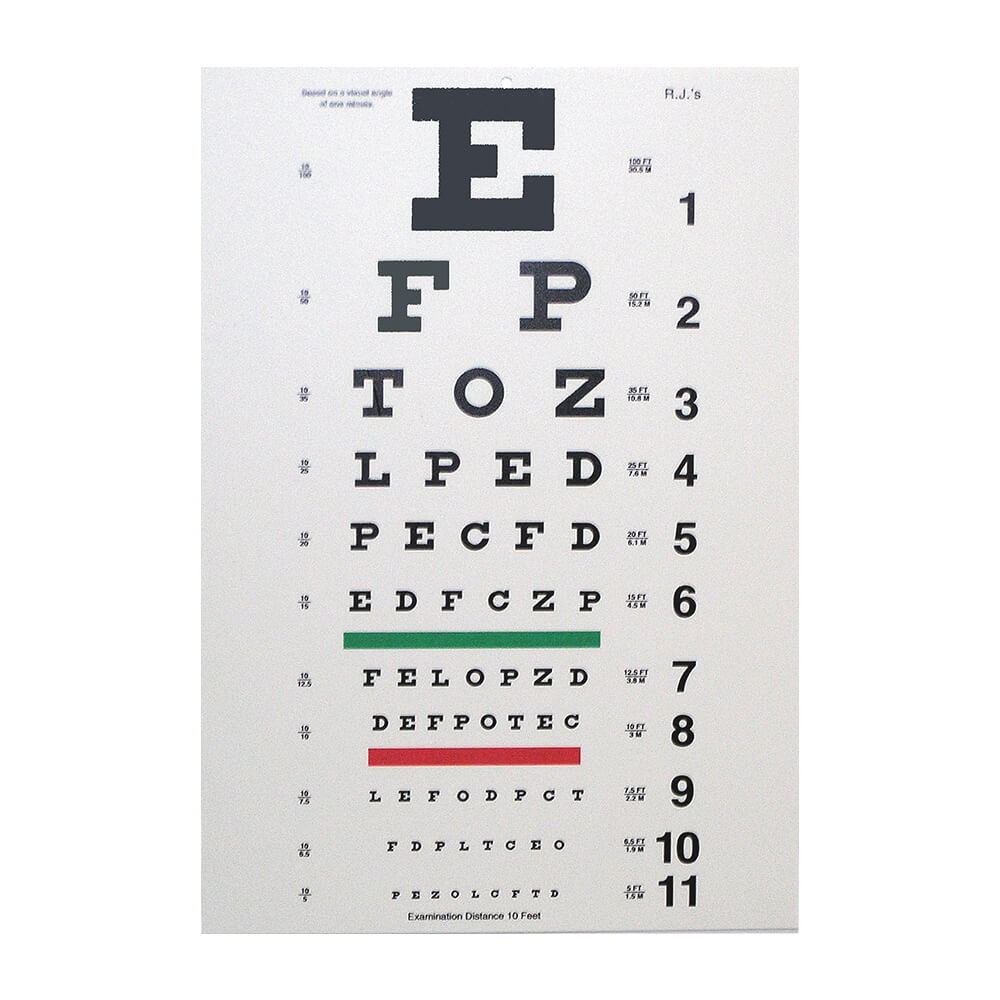 Based on a visual angle
of one minute.
R.J.'s
E
10
100
100 FT
30.5 M
1
F P
10
50
50 FT
15.2 M
2
T O Z
10
35
35 FT
10.8 M
3
L P E D
10
25
25 FT
7.6 M
4
P E C F D
10
20
20 FT
6.1 M
5
E D F C Z P
10
15
15 FT
4.5 M
6
F E L O P Z D
10
12.5
12.5 FT
3.8 M
7
D E F P O T E C
10
10
10 FT
3 M
8
L E F O D P C T
10
7.5
7.5 FT
2.2 M
9
F D P L T C E O
10
6.5
6.5 FT
1.9 M
10
P E Z O L C F T D
10
5
5 FT
1.5 M
11
Examination Distance 10 Feet